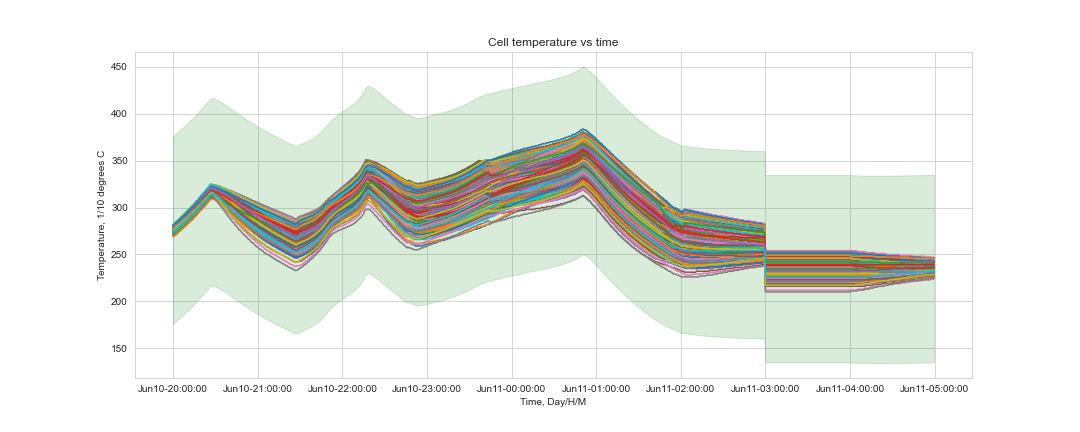 Cell temperature vs time
Temperature, 1/10 degrees C
450
400
350
300
250
200
150
Jun10-20:00:00 Jun10-21:00:00 Jun10-22:00:00 Jun10-23:00:00 Jun11-00:00:00 Jun11-01:00:00 Jun11-02:00:00 Jun11-03:00:00 Jun11-04:00:00 Jun11-05:00:00
Time, Day/H/M